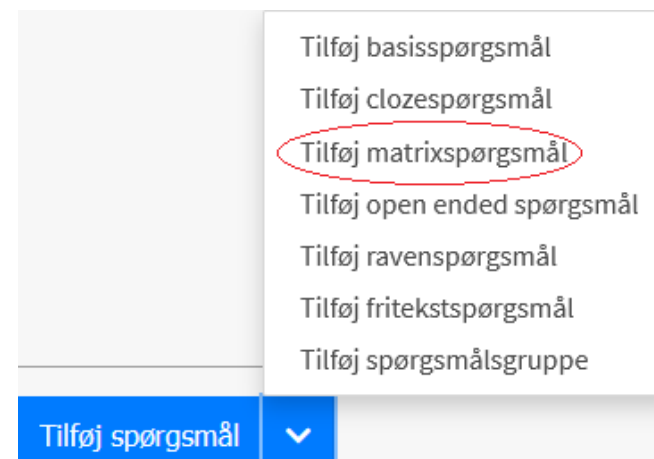 Tilføj basisspørgsmål
Tilføj clozespørgsmål
Tilføj matrixspørgsmål
Tilføj open ended spørgsmål
Tilføj ravenspørgsmål
Tilføj fritekstspørgsmål
Tilføj spørgsmålsgruppe
Tilføj spørgsmål